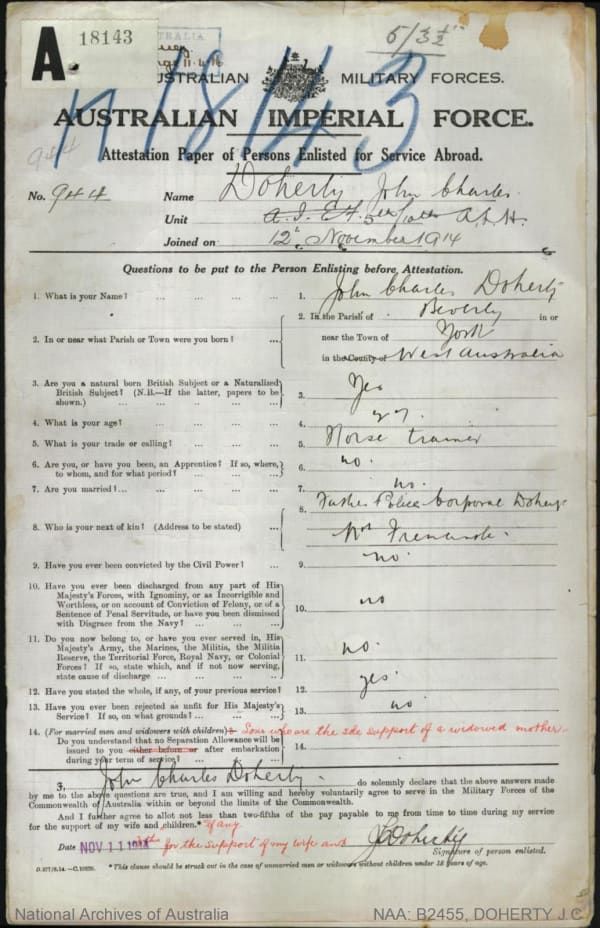 A. 18143
5/3½
AUSTRALIAN MILITARY FORCES.
AUSTRALIAN IMPERIAL FORCE.
18143
Attestation Paper of Persons Enlisted for Service Abroad.
944
No. 944 Name Doherty John Charles.
Unit A.I.F. 10th A.L.H.
Joined on 12th November 1914
Questions to be put to the Person Enlisting before Attestation.
1. What is your Name? ... ... ... ... 1. John Charles Doherty
2. In or near what Parish or Town were you born? ... 2. In the Parish of Beverly in or
near the Town of York
in the County of West Australia
3. Are you a natural born British Subject or a Naturalized
British Subject? (N.B.—If the latter, papers to be
shown.) ... ... ... ... 3. Yes
4. What is your age? ... ... ... ... 4. 27.
5. What is your trade or calling? ... ... ... 5. Horse trainer
6. Are you, or have you been, an Apprentice? If so, where,
to whom, and for what period? ... ... ... 6. no.
7. Are you married?... ... ... ... ... 7. no.
8. Who is your next of kin? (Address to be stated) ... 8. Father Police Corporal Doherty
Nth Fremantle.
9. Have you ever been convicted by the Civil Power? ... 9. no.
10. Have you ever been discharged from any part of His
Majesty's Forces, with Ignominy, or as Incorrigible and
Worthless, or on account of Conviction of Felony, or of a
Sentence of Penal Servitude, or have you been dismissed
with Disgrace from the Navy? ... ... ... 10. no
11. Do you now belong to, or have you ever served in, His
Majesty's Army, the Marines, the Militia, the Militia
Reserve, the Territorial Force, Royal Navy, or Colonial
Forces? If so, state which, and if not now serving,
state cause of discharge ... ... ... ... 11. no.
12. Have you stated the whole, if any, of your previous service? 12. yes.
13. Have you ever been rejected as unfit for His Majesty's
Service? If so, on what grounds? ... ... ... 13. no
14. (For married men and widowers with children) & Sons who are the sole support of a widowed mother
Do you understand that no Separation Allowance will be
issued to you either before or after embarkation
during your term of service? ... ... ... 14.
I, John Charles Doherty do solemnly declare that the above answers made
by me to the above questions are true, and I am willing and hereby voluntarily agree to serve in the Military Forces of the
Commonwealth of Australia within or beyond the limits of the Commonwealth.
And I further agree to allot not less than two-fifths of the pay payable to me from time to time during my service
for the support of my wife and children.* if any
for the support of my wife and
Date NOV 11 1914 JC Doherty
Signature of person enlisted.
D.277/8.14.—C.10820. * This clause should be struck out in the case of unmarried men or widowers without children under 18 years of age.
National Archives of Australia NAA: B2455, DOHERTY J C